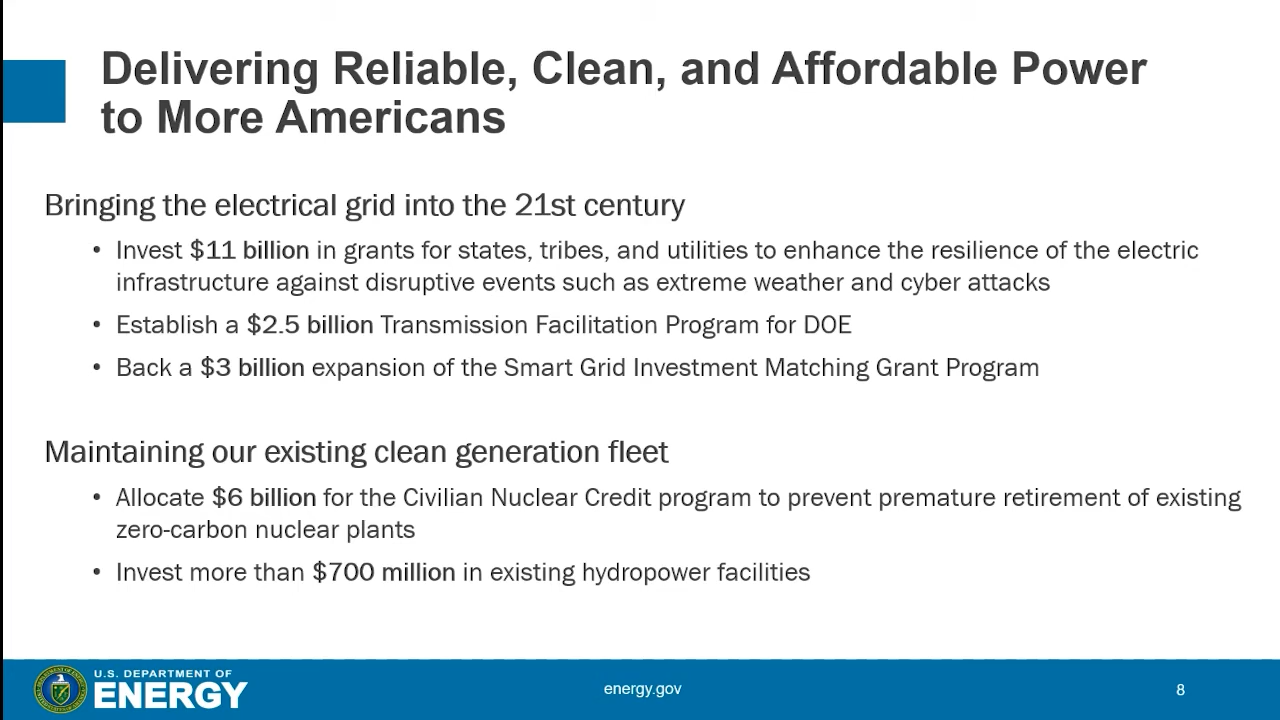 Delivering Reliable, Clean, and Affordable Power
to More Americans
Bringing the electrical grid into the 21st century
• Invest $11 billion in grants for states, tribes, and utilities to enhance the resilience of the electric
infrastructure against disruptive events such as extreme weather and cyber attacks
• Establish a $2.5 billion Transmission Facilitation Program for DOE
• Back a $3 billion expansion of the Smart Grid Investment Matching Grant Program
Maintaining our existing clean generation fleet
• Allocate $6 billion for the Civilian Nuclear Credit program to prevent premature retirement of existing
zero-carbon nuclear plants
• Invest more than $700 million in existing hydropower facilities
U.S. DEPARTMENT OF
ENERGY
energy.gov
8